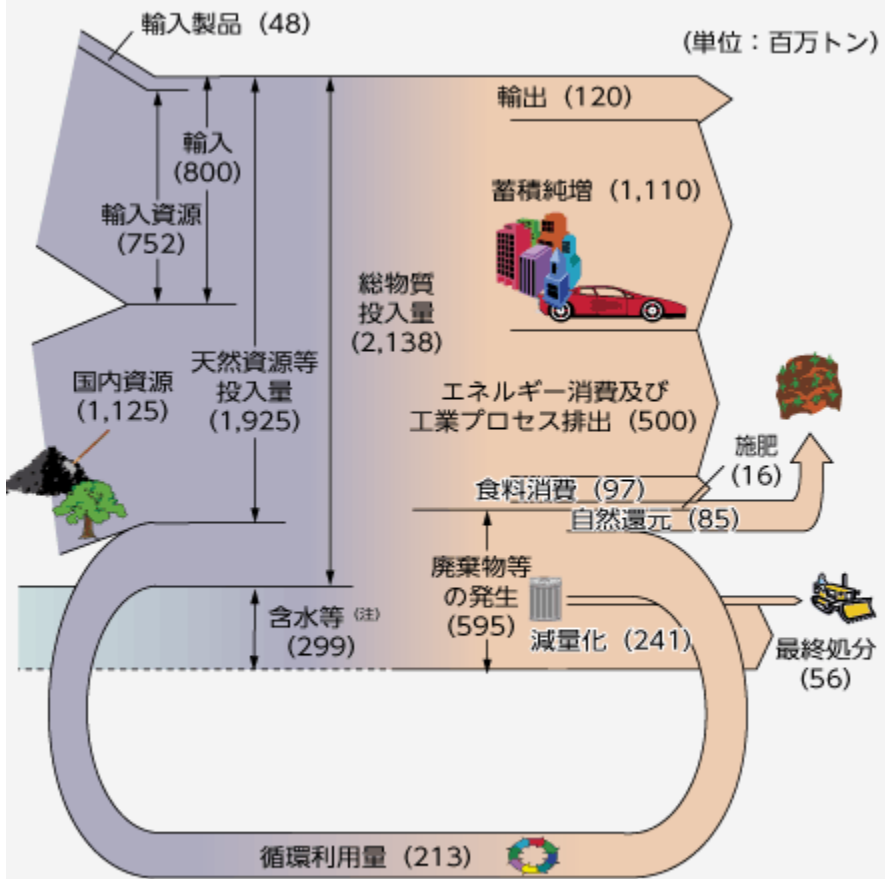 輸入製品（48）
（単位：百万トン）
輸出（120）
輸入
（800）
蓄積純増（1,110）
輸入資源
（752）
総物質
投入量
（2,138）
天然資源等
投入量
（1,925）
国内資源
（1,125）
エネルギー消費及び
工業プロセス排出（500）
施肥
（16）
食料消費（97）
自然還元（85）
廃棄物等
の発生
（595）
含水等（注）
（299）
減量化（241）
最終処分
（56）
循環利用量（213）